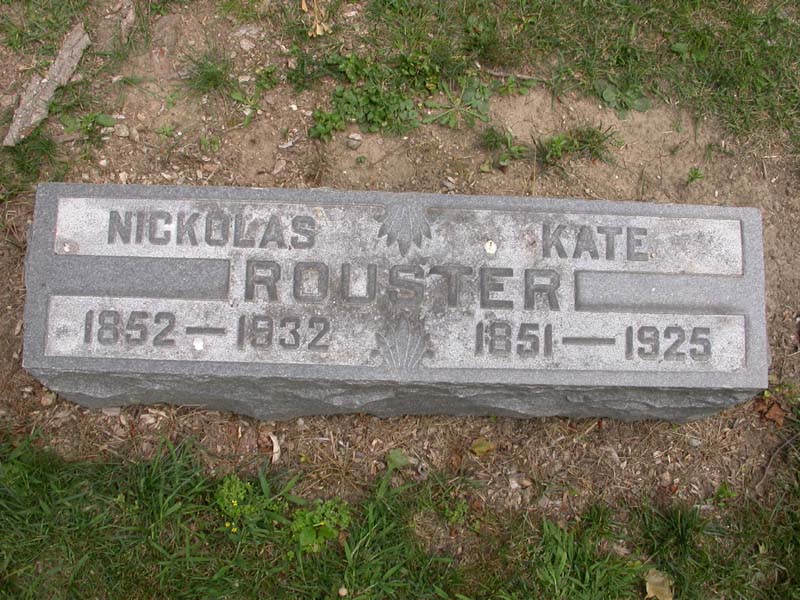 NICKOLAS KATE
ROUSTER
1852 — 1932 1851 — 1925